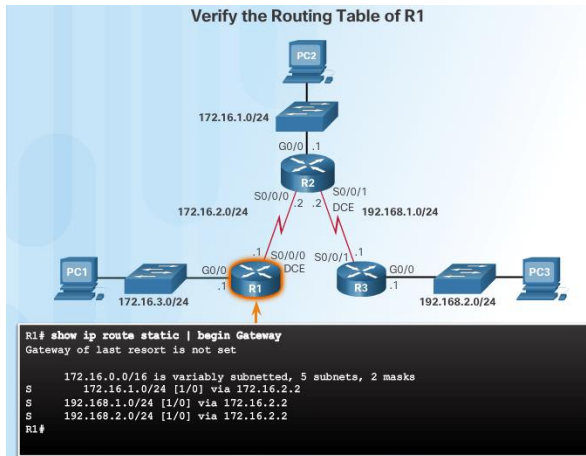 Verify the Routing Table of R1
PC2
172.16.1.0/24
G0/0 .1
R2
S0/0/0 S0/0/1
.2 .2 DCE
172.16.2.0/24 192.168.1.0/24
.1 S0/0/0 S0/0/1 .1
DCE
PC1 G0/0 R1 R3 G0/0 PC3
.1 .1
172.16.3.0/24 192.168.2.0/24
R1# show ip route static | begin Gateway
Gateway of last resort is not set
172.16.0.0/16 is variably subnetted, 5 subnets, 2 masks
S 172.16.1.0/24 [1/0] via 172.16.2.2
S 192.168.1.0/24 [1/0] via 172.16.2.2
S 192.168.2.0/24 [1/0] via 172.16.2.2
R1#